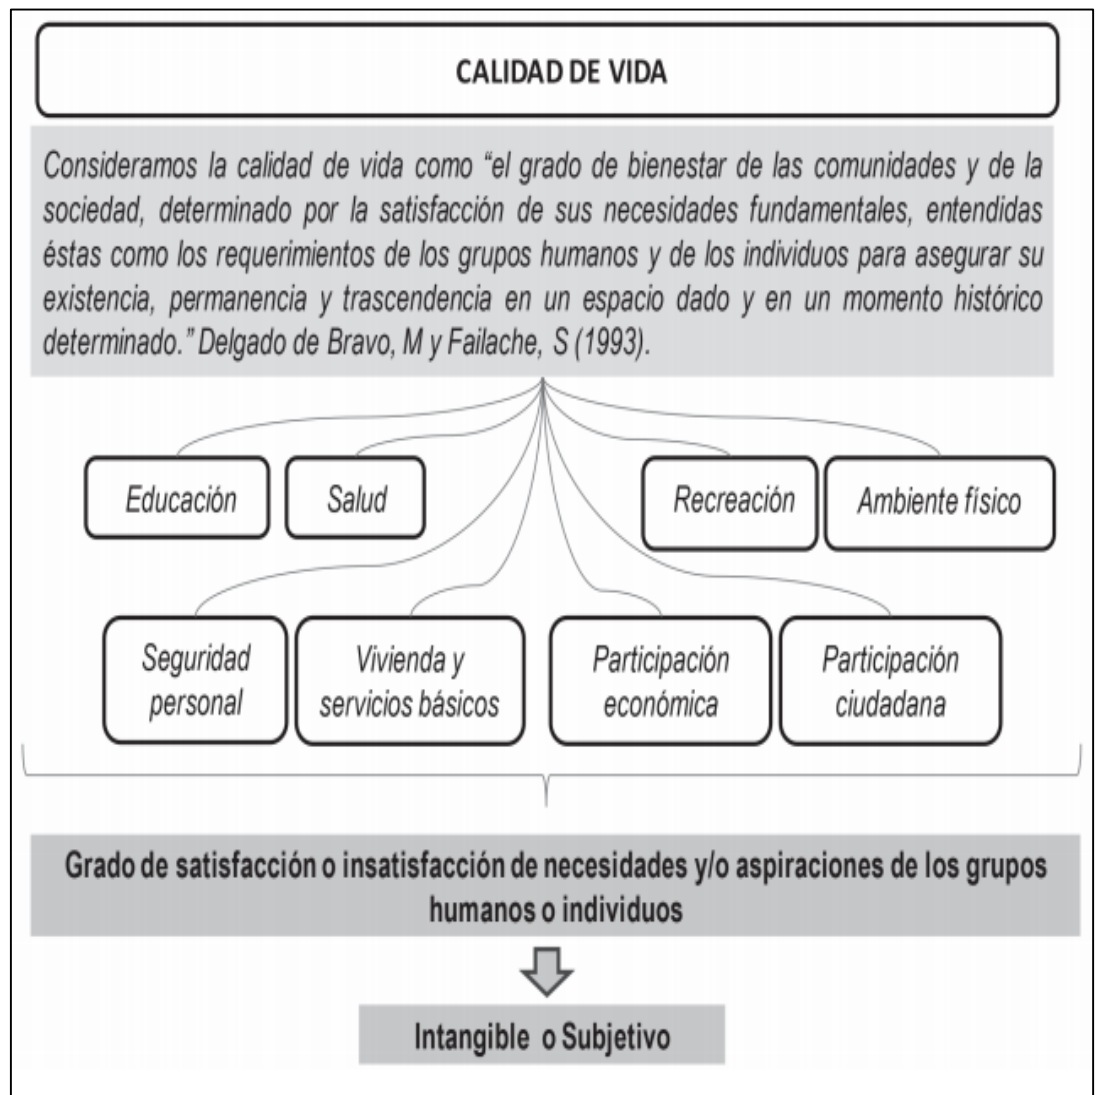 CALIDAD DE VIDA
Consideramos la calidad de vida como “el grado de bienestar de las comunidades y de la
sociedad, determinado por la satisfacción de sus necesidades fundamentales, entendidas
éstas como los requerimientos de los grupos humanos y de los individuos para asegurar su
existencia, permanencia y trascendencia en un espacio dado y en un momento histórico
determinado.” Delgado de Bravo, M y Failache, S (1993).
Educación
Salud
Recreación
Ambiente físico
Seguridad
personal
Vivienda y
servicios básicos
Participación
económica
Participación
ciudadana
Grado de satisfacción o insatisfacción de necesidades y/o aspiraciones de los grupos
humanos o individuos
Intangible o Subjetivo